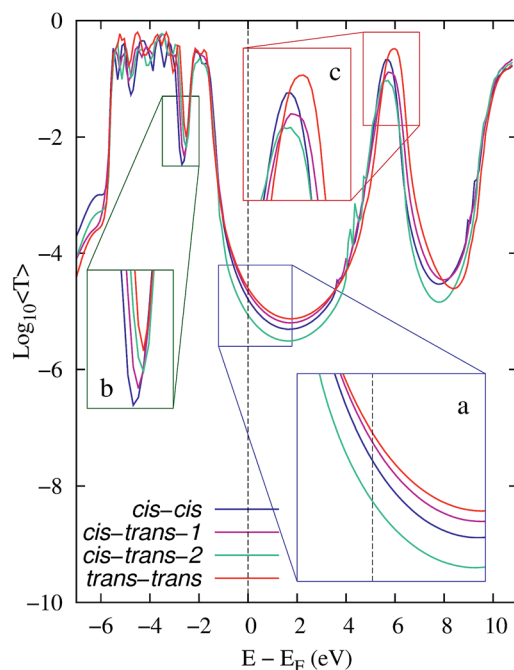 0
−2
−4
−6
−8
−10
Log10<T>
c
b
a
cis−cis
cis−trans−1
cis−trans−2
trans−trans
−6 −4 −2 0 2 4 6 8 10
E − EF (eV)